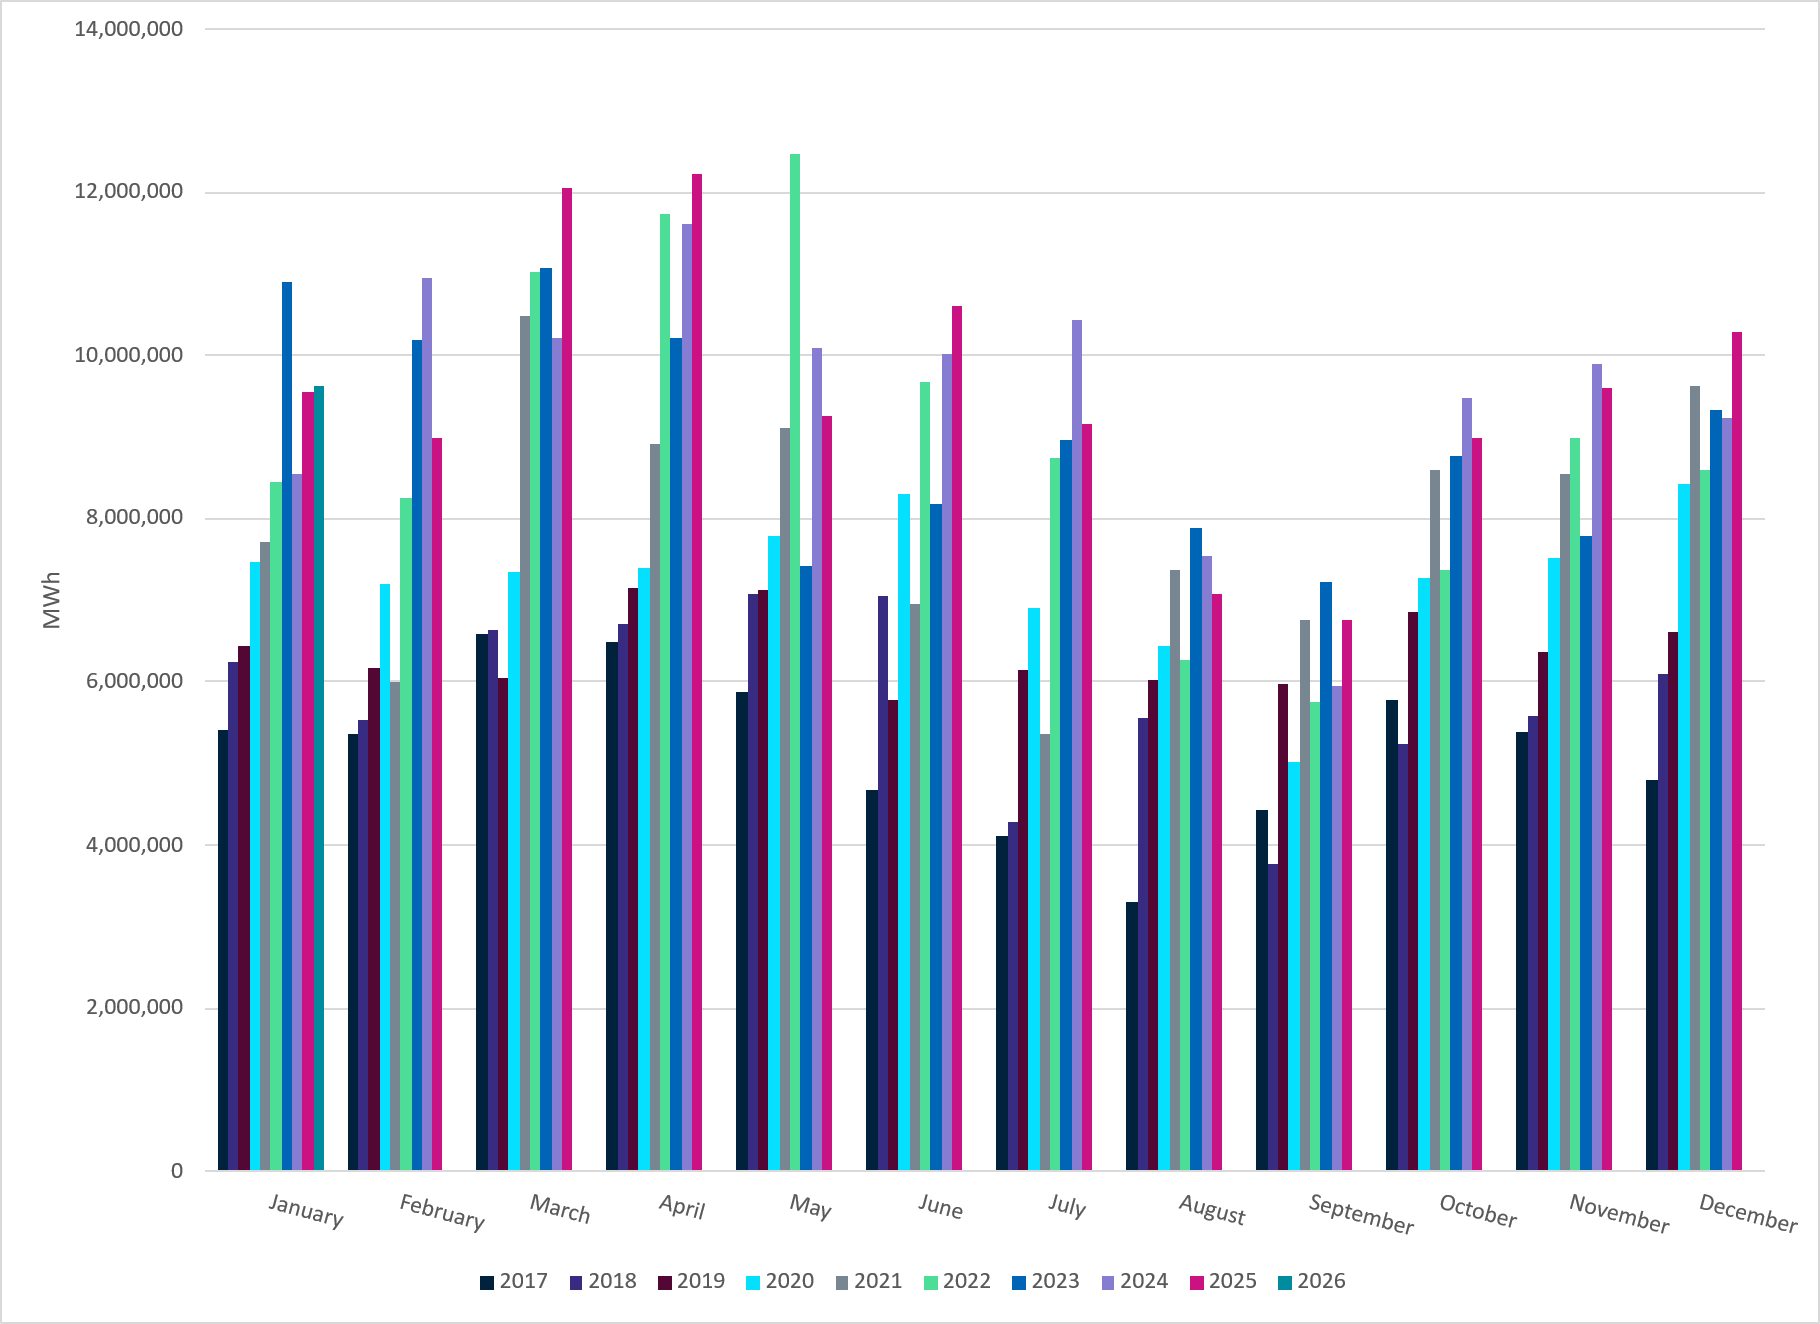 14,000,000
12,000,000
10,000,000
8,000,000
6,000,000
4,000,000
2,000,000
0
MWh
January February March April May June July August September October November December
2017 2018 2019 2020 2021 2022 2023 2024 2025 2026